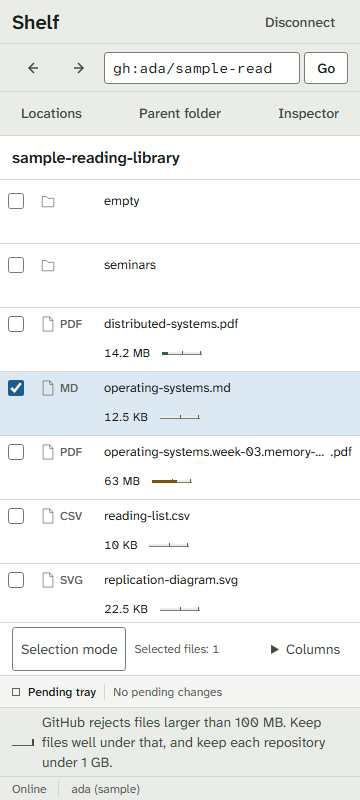 Shelf
Disconnect
gh:ada/sample-read
Go
Locations
Parent folder
Inspector
sample-reading-library
empty
seminars
PDF
distributed-systems.pdf
14.2 MB
MD
operating-systems.md
12.5 KB
PDF
operating-systems.week-03.memory-… .pdf
63 MB
CSV
reading-list.csv
10 KB
SVG
replication-diagram.svg
22.5 KB
Selection mode
Selected files: 1
Columns
Pending tray
No pending changes
GitHub rejects files larger than 100 MB. Keep
files well under that, and keep each repository
under 1 GB.
Online
ada (sample)